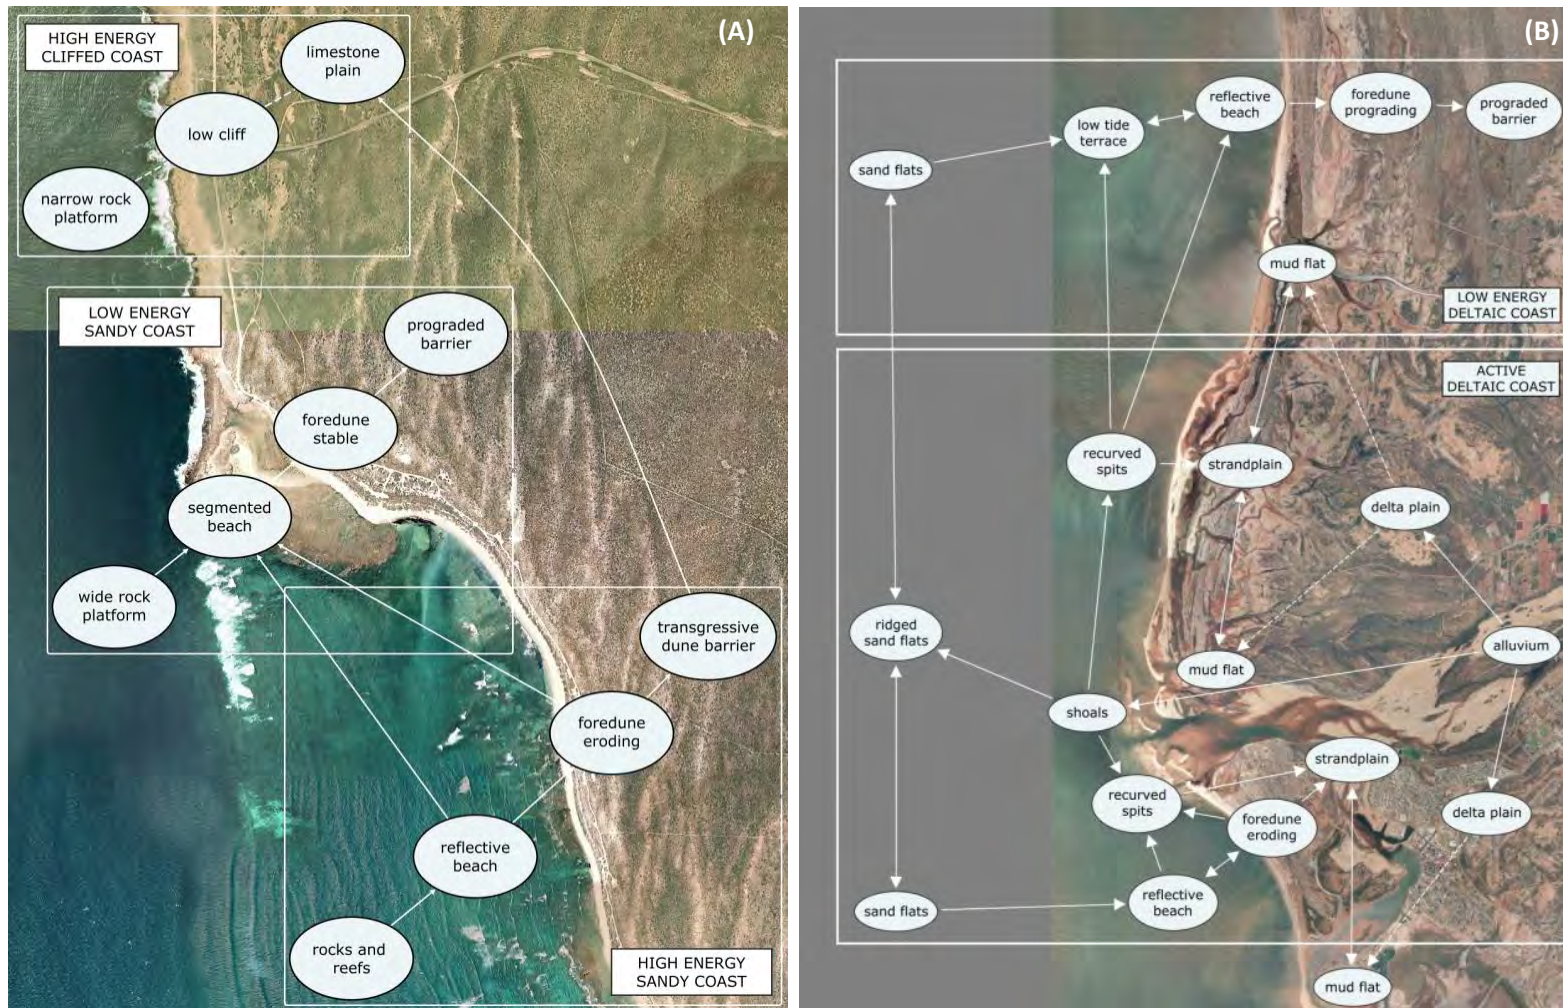 (A)
HIGH ENERGY
CLIFFED COAST
limestone
plain
low cliff
narrow rock
platform
LOW ENERGY
SANDY COAST
prograded
barrier
foredune
stable
segmented
beach
wide rock
platform
transgressive
dune barrier
foredune
eroding
reflective
beach
rocks and
reefs
HIGH ENERGY
SANDY COAST
(B)
reflective
beach
foredune
prograding
prograded
barrier
low tide
terrace
sand flats
mud flat
LOW ENERGY
DELTAIC COAST
ACTIVE
DELTAIC COAST
recurved
spits
strandplain
delta plain
ridged
sand flats
alluvium
mud flat
shoals
strandplain
recurved
spits
foredune
eroding
delta plain
reflective
beach
sand flats
mud flat